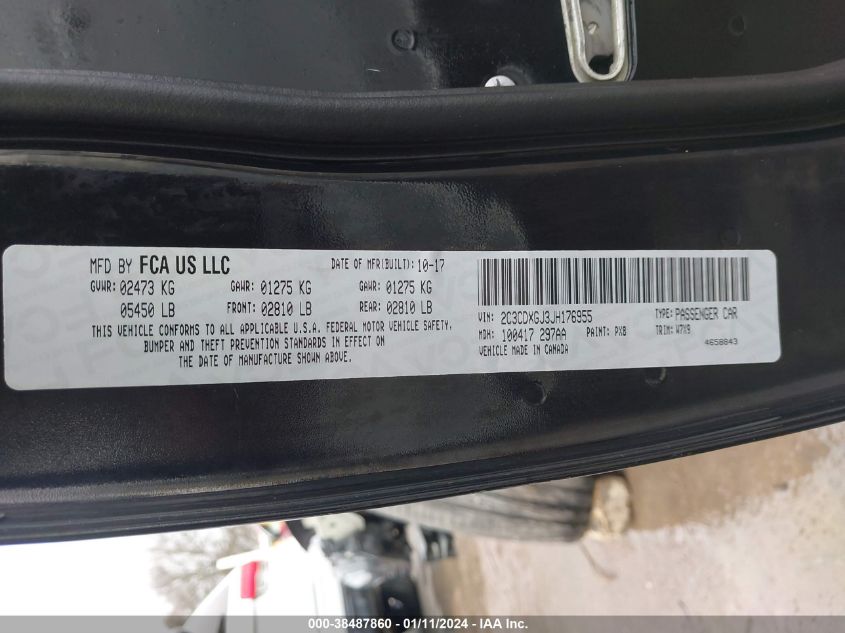 MFD BY FCA US LLC DATE OF MFR(BUILT): 10-17
GVWR: 02473 KG GAWR: 01275 KG GAWR: 01275 KG
05450 LB FRONT: 02810 LB REAR: 02810 LB
THIS VEHICLE CONFORMS TO ALL APPLICABLE U.S.A. FEDERAL MOTOR VEHICLE SAFETY,
BUMPER AND THEFT PREVENTION STANDARDS IN EFFECT ON
THE DATE OF MANUFACTURE SHOWN ABOVE.
VIN: 2C3CDXGJ3JH176955 TYPE: PASSENGER CAR
MDH: 100417 297AA PAINT: PX8 TRIM: W7X9
VEHICLE MADE IN CANADA 4658843
000-38487860 - 01/11/2024 - IAA Inc.